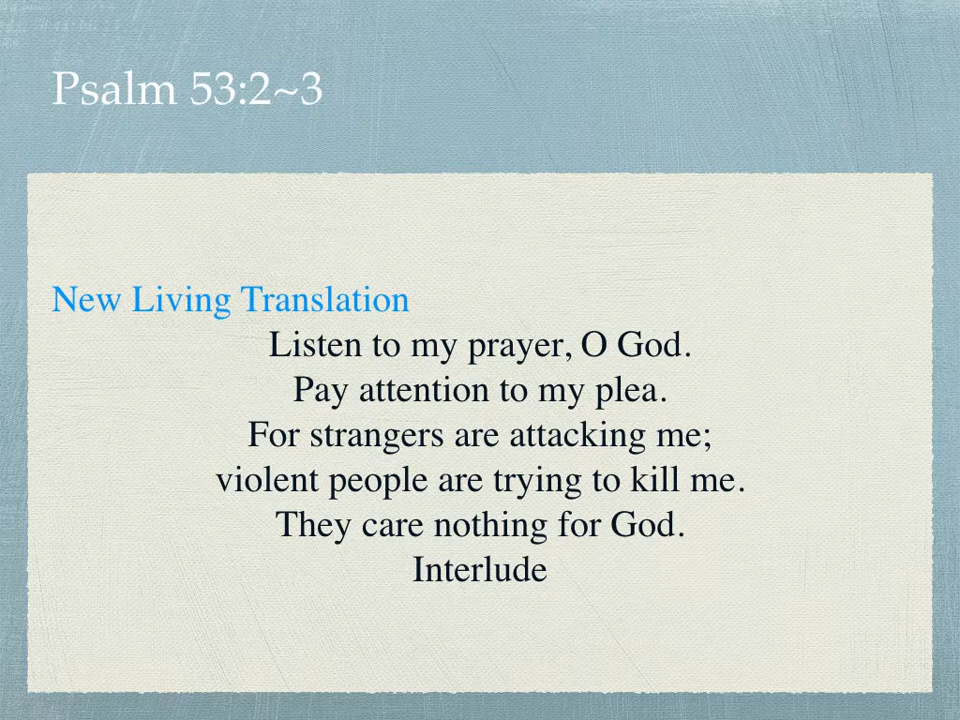 Psalm 53:2~3
New Living Translation
Listen to my prayer, O God.
Pay attention to my plea.
For strangers are attacking me;
violent people are trying to kill me.
They care nothing for God.
Interlude